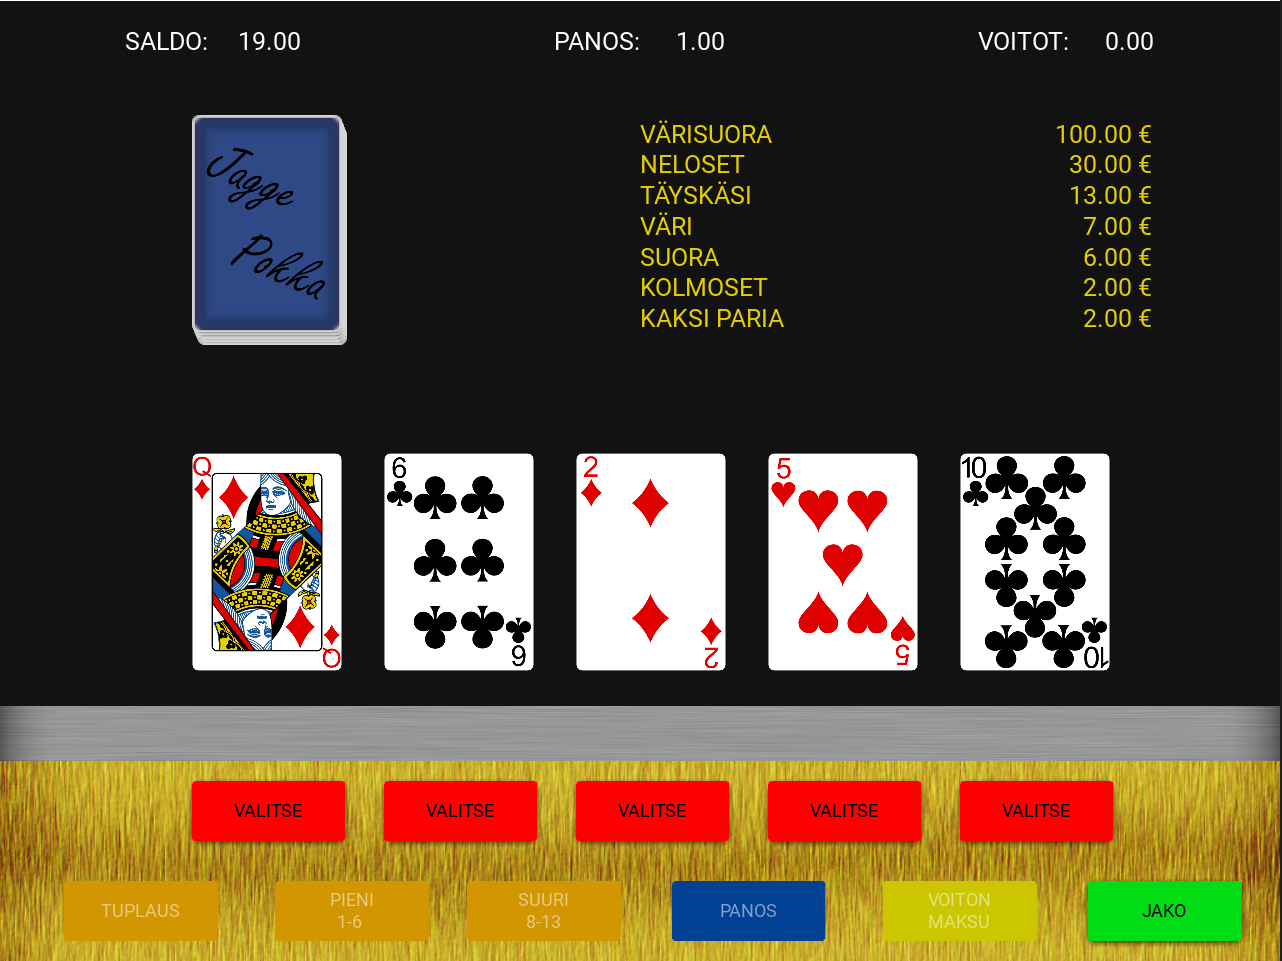 SALDO: 19.00 PANOS: 1.00 VOITOT: 0.00
Jagge
Pokka
VÄRISUORA 100.00 €
NELOSET 30.00 €
TÄYSKÄSI 13.00 €
VÄRI 7.00 €
SUORA 6.00 €
KOLMOSET 2.00 €
KAKSI PARIA 2.00 €
Q 6 2 5 10
Q 6 2 5 10
VALITSE VALITSE VALITSE VALITSE VALITSE
TUPLAUS PIENI SUURI PANOS VOITON JAKO
1-6 8-13 MAKSU